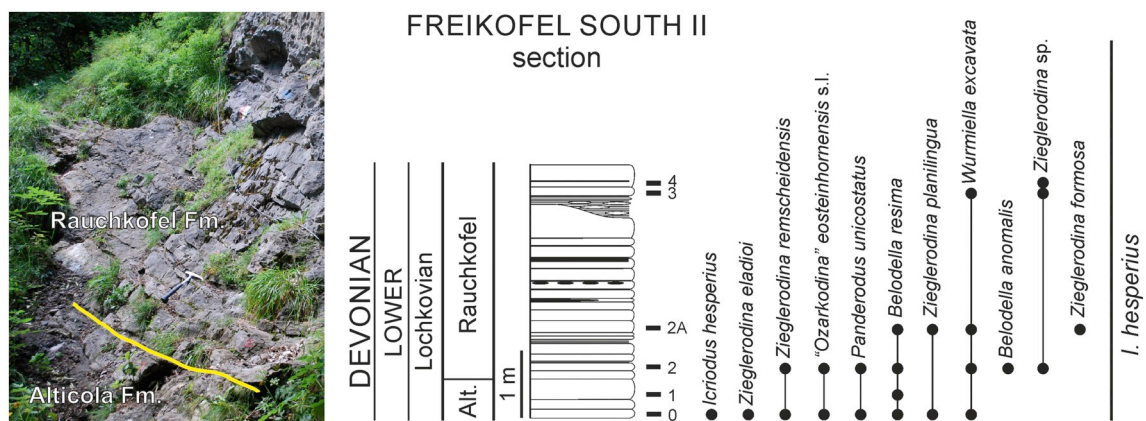 FREIKOFEL SOUTH II
section
Rauchkofel Fm.
Alticola Fm.
DEVONIAN
LOWER
Lochkovian
Rauchkofel
Alt.
1 m
4
3
2A
2
1
0
Icriodus hesperius
Zieglerodina eladioi
Zieglerodina remscheidensis
"Ozarkodina" eosteinhornensis s.l.
Panderodus unicostatus
Belodella resima
Zieglerodina planilingua
Wurmiella excavata
Belodella anomalis
Zieglerodina sp.
Zieglerodina formosa
I. hesperius